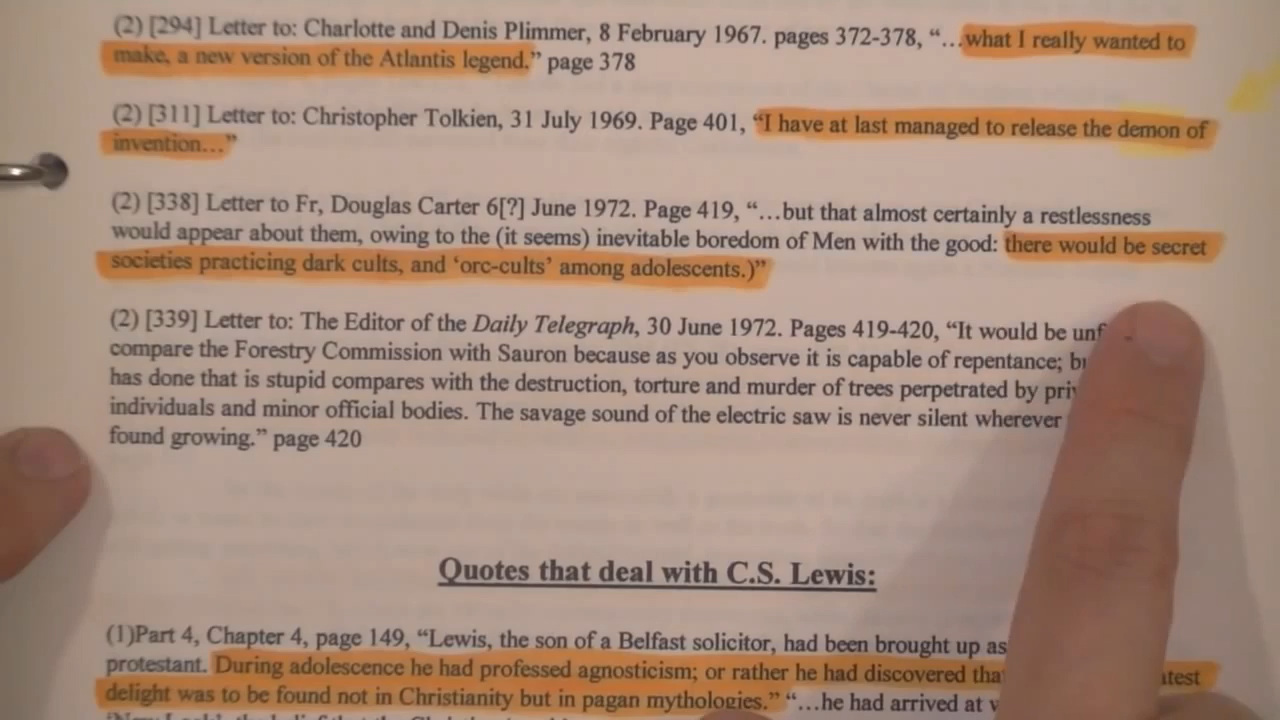 (2) [294] Letter to: Charlotte and Denis Plimmer, 8 February 1967. pages 372-378, “…what I really wanted to
make, a new version of the Atlantis legend.” page 378
(2) [311] Letter to: Christopher Tolkien, 31 July 1969. Page 401, “I have at last managed to release the demon of
invention…”
(2) [338] Letter to Fr, Douglas Carter 6[?] June 1972. Page 419, “…but that almost certainly a restlessness
would appear about them, owing to the (it seems) inevitable boredom of Men with the good: there would be secret
societies practicing dark cults, and ‘orc-cults’ among adolescents.)”
(2) [339] Letter to: The Editor of the Daily Telegraph, 30 June 1972. Pages 419-420, “It would be
compare the Forestry Commission with Sauron because as you observe it is capable of repentance;
has done that is stupid compares with the destruction, torture and murder of trees perpetrated by
individuals and minor official bodies. The savage sound of the electric saw is never silent wherever
found growing.” page 420
Quotes that deal with C.S. Lewis:
(1)Part 4, Chapter 4, page 149, “Lewis, the son of a Belfast solicitor, had been brought up as
protestant. During adolescence he had professed agnosticism; or rather he had discovered
delight was to be found not in Christianity but in pagan mythologies.” “…he had arrived at